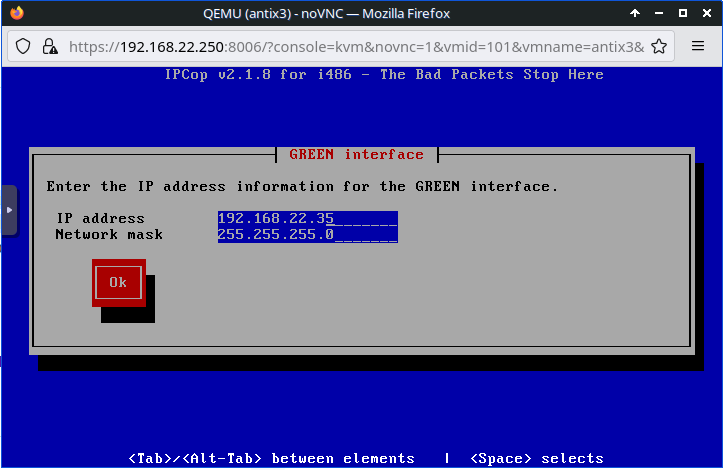 QEMU (antix3) - noVNC — Mozilla Firefox
https://192.168.22.250:8006/?console=kvm&novnc=1&vmid=101&vmname=antix3&
IPCop v2.1.8 for i486 - The Bad Packets Stop Here
GREEN interface
Enter the IP address information for the GREEN interface.
IP address 192.168.22.35_______
Network mask 255.255.255.0_______
Ok
<Tab>/<Alt-Tab> between elements | <Space> selects